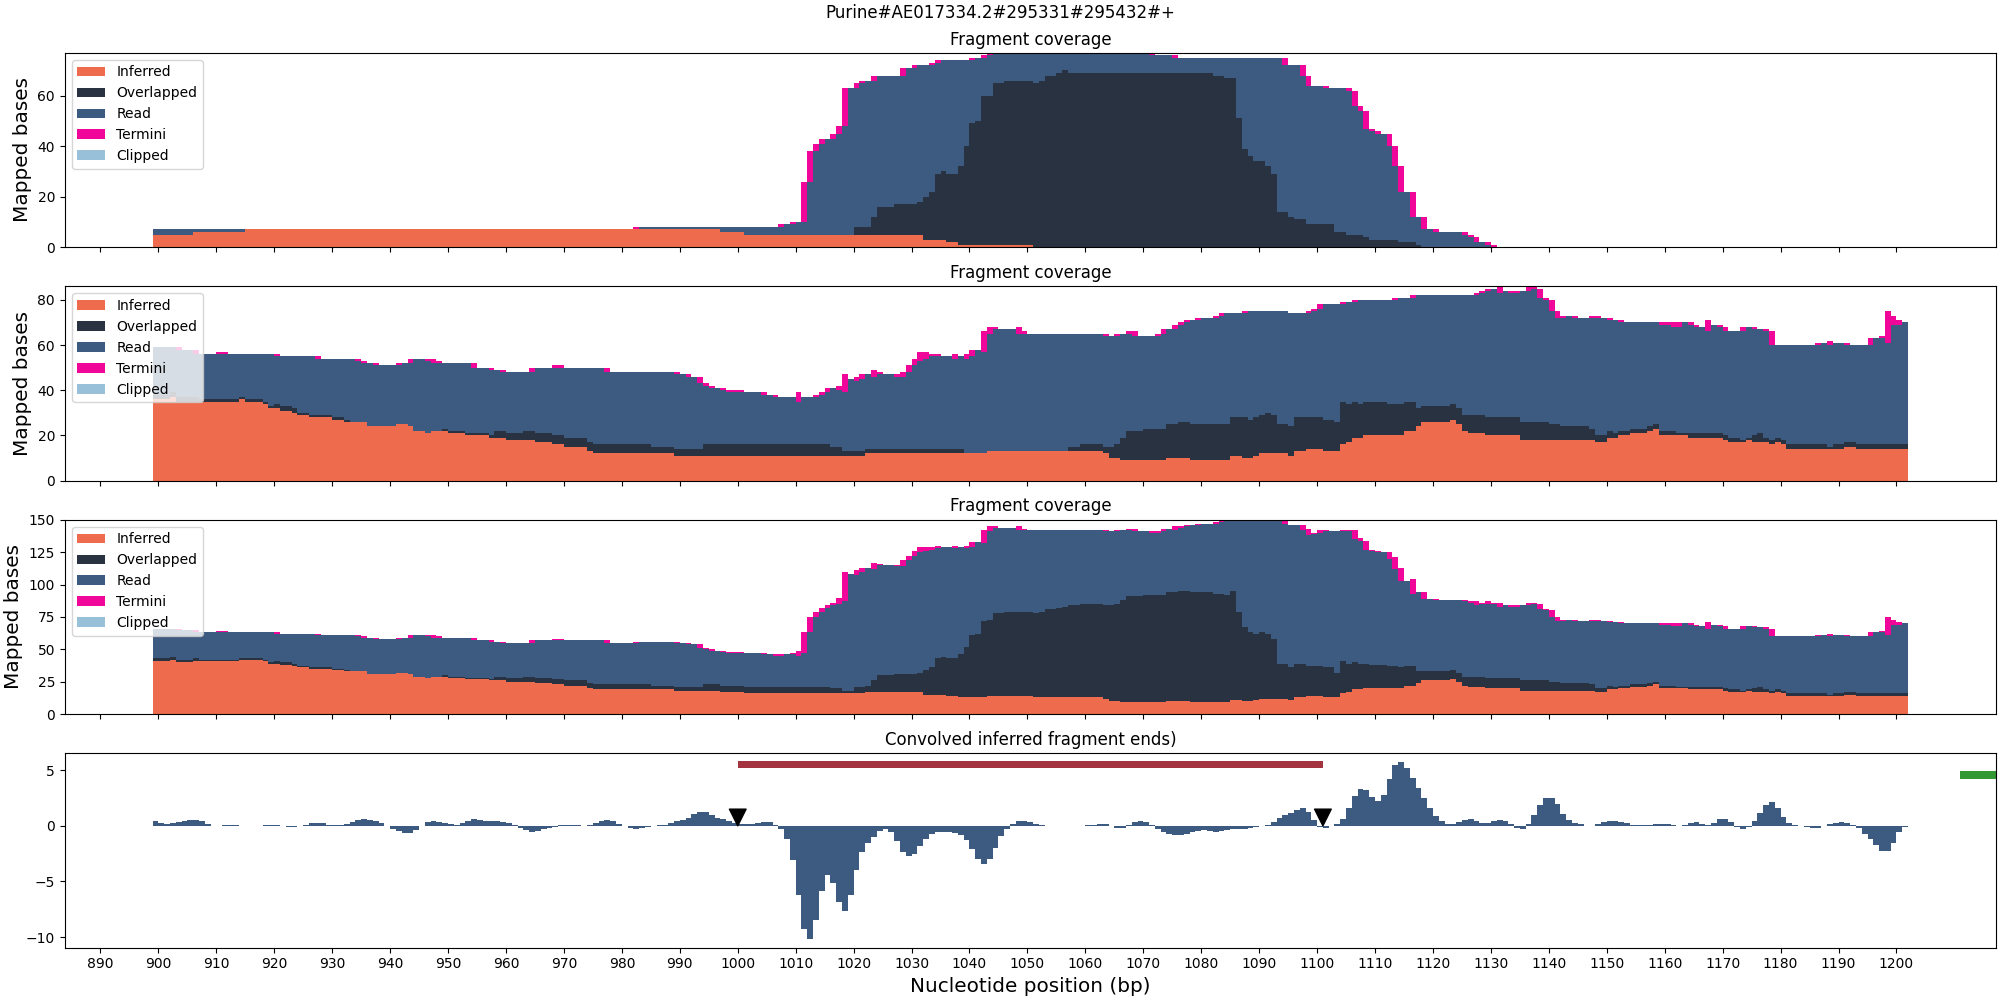 Purine#AE017334.2#295331#295432#+
Fragment coverage
Mapped bases
60
40
20
0
Inferred
Overlapped
Read
Termini
Clipped
Fragment coverage
Mapped bases
80
60
40
20
0
Inferred
Overlapped
Read
Termini
Clipped
Fragment coverage
Mapped bases
150
125
100
75
50
25
0
Inferred
Overlapped
Read
Termini
Clipped
Convolved inferred fragment ends)
5
0
−5
−10
890 900 910 920 930 940 950 960 970 980 990 1000 1010 1020 1030 1040 1050 1060 1070 1080 1090 1100 1110 1120 1130 1140 1150 1160 1170 1180 1190 1200
Nucleotide position (bp)